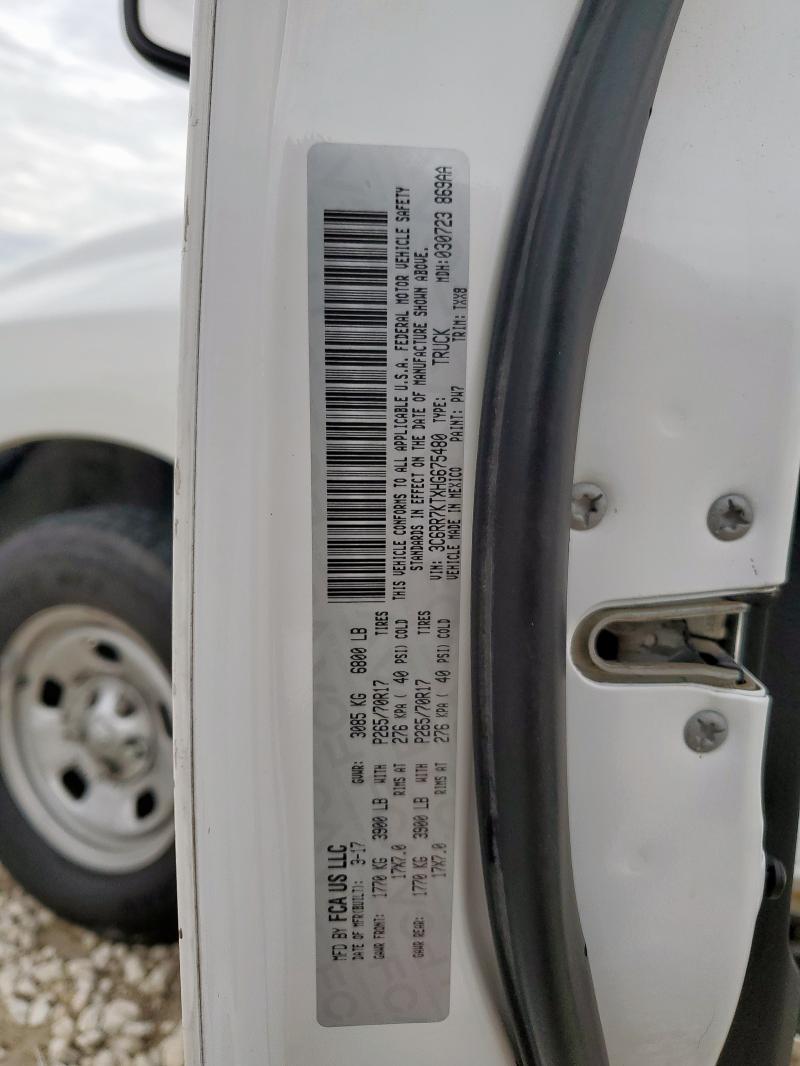 MFD BY FCA US LLC
DATE OF MFR(BUILT): 3-17 GVWR: 3085 KG 6800 LB
GAWR FRONT: 1770 KG 3900 LB WITH P265/70R17 TIRES
17X7.0 RIMS AT 276 KPA ( 40 PSI) COLD
GAWR REAR: 1770 KG 3900 LB WITH P265/70R17 TIRES
17X7.0 RIMS AT 276 KPA ( 40 PSI) COLD
THIS VEHICLE CONFORMS TO ALL APPLICABLE U.S.A. FEDERAL MOTOR VEHICLE SAFETY
STANDARDS IN EFFECT ON THE DATE OF MANUFACTURE SHOWN ABOVE.
VIN: 3C6RR7KTXHG675480 TYPE: TRUCK MDH:030723 869AA
VEHICLE MADE IN MEXICO PAINT: PW7 TRIM: TXX8